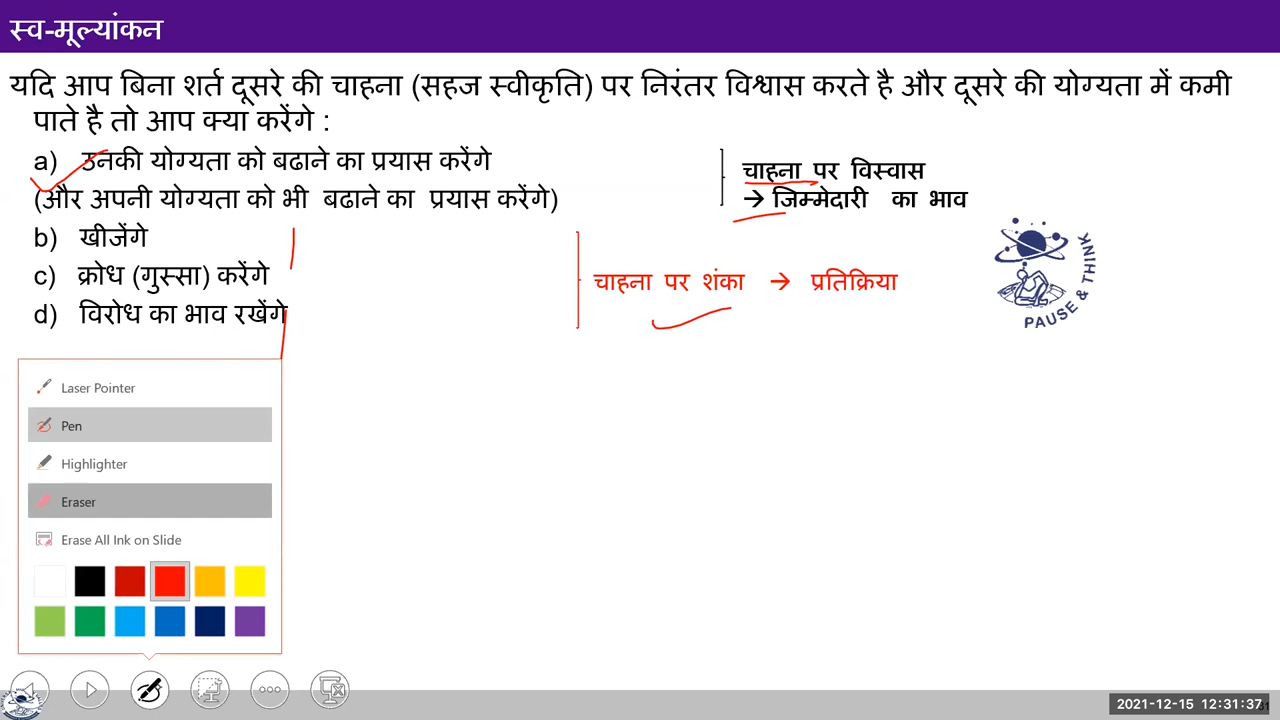 स्व-मूल्यांकन
यदि आप बिना शर्त दूसरे की चाहना (सहज स्वीकृति) पर निरंतर विश्वास करते है और दूसरे की योग्यता में कमी
पाते है तो आप क्या करेंगे :
a) उनकी योग्यता को बढाने का प्रयास करेंगे
(और अपनी योग्यता को भी बढाने का प्रयास करेंगे)
b) खीजेंगे
c) क्रोध (गुस्सा) करेंगे
d) विरोध का भाव रखेंगे
चाहना पर विस्वास
→ जिम्मेदारी का भाव
चाहना पर शंका → प्रतिक्रिया
PAUSE & THINK
Laser Pointer
Pen
Highlighter
Eraser
Erase All Ink on Slide
2021-12-15 12:31:37